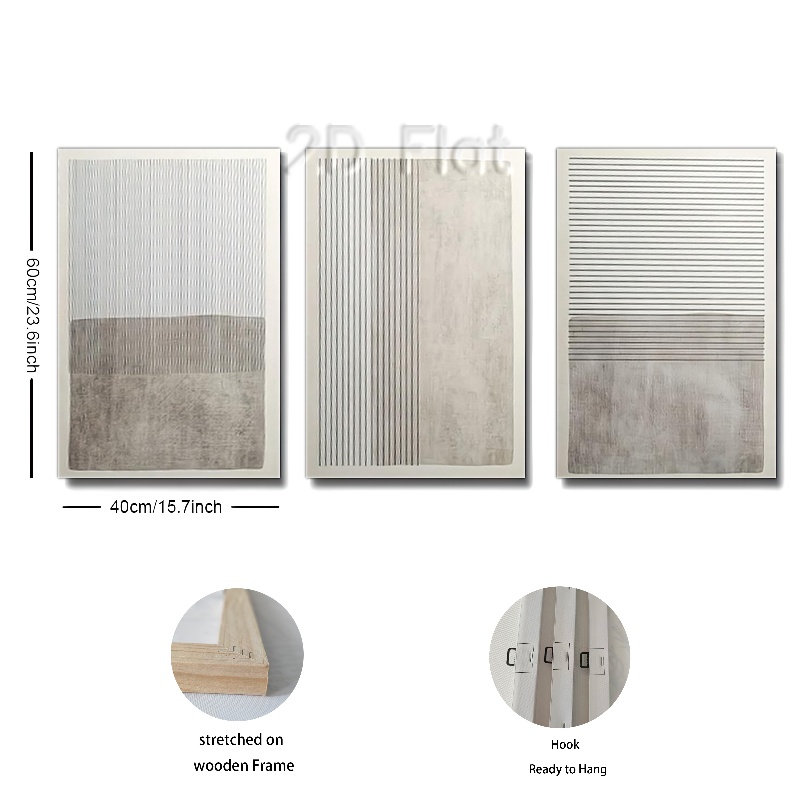 2D Flat
60cm/23.6inch
40cm/15.7inch
stretched on
wooden Frame
Hook
Ready to Hang